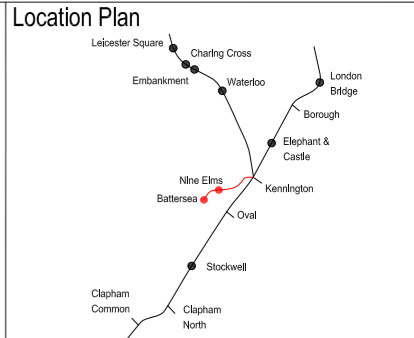 Location Plan
Leicester Square
Charing Cross
Embankment
Waterloo
London
Bridge
Borough
Elephant &
Castle
Nine Elms
Battersea
Kennington
Oval
Stockwell
Clapham
Common
Clapham
North